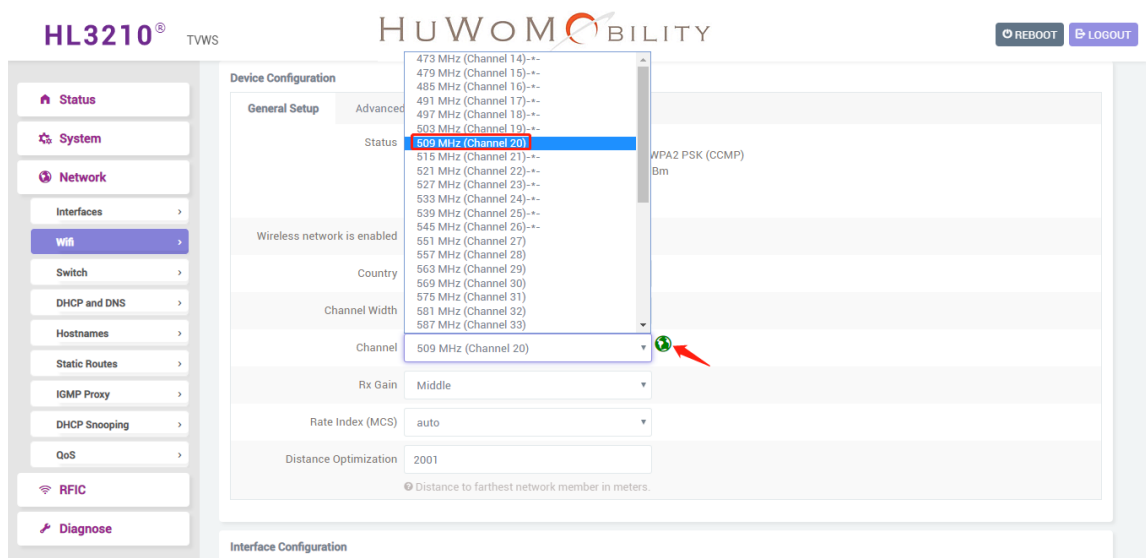 HL3210® TVWS
HUWOMOBILITY
REBOOT
LOGOUT
Status
System
Network
Interfaces
Wifi
Switch
DHCP and DNS
Hostnames
Static Routes
IGMP Proxy
DHCP Snooping
QoS
RFIC
Diagnose
Device Configuration
General Setup
Advanced
473 MHz (Channel 14)-*-
479 MHz (Channel 15)-*-
485 MHz (Channel 16)-*-
491 MHz (Channel 17)-*-
497 MHz (Channel 18)-*-
503 MHz (Channel 19)-*-
509 MHz (Channel 20)
515 MHz (Channel 21)-*-
521 MHz (Channel 22)-*-
527 MHz (Channel 23)-*-
533 MHz (Channel 24)-*-
539 MHz (Channel 25)-*-
545 MHz (Channel 26)-*-
551 MHz (Channel 27)
557 MHz (Channel 28)
563 MHz (Channel 29)
569 MHz (Channel 30)
575 MHz (Channel 31)
581 MHz (Channel 32)
587 MHz (Channel 33)
Status
WPA2 PSK (CCMP)
Bm
Wireless network is enabled
Country
Channel Width
Channel 509 MHz (Channel 20)
Rx Gain Middle
Rate Index (MCS) auto
Distance Optimization 2001
Distance to farthest network member in meters.
Interface Configuration